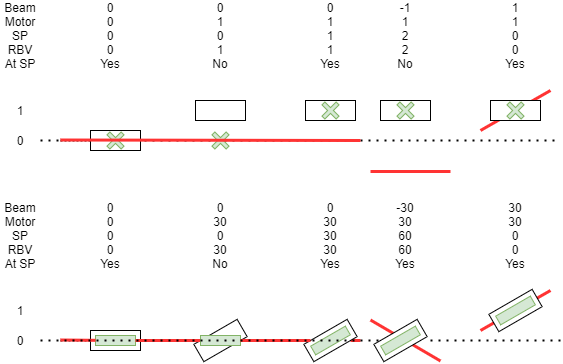 Beam 0 0 0 -1 1
Motor 0 1 1 1 1
SP 0 0 1 2 0
RBV 0 1 1 2 0
At SP Yes No Yes No Yes
1
0
Beam 0 0 0 -30 30
Motor 0 30 30 30 30
SP 0 0 30 60 0
RBV 0 30 30 60 0
At SP Yes No Yes Yes Yes
1
0